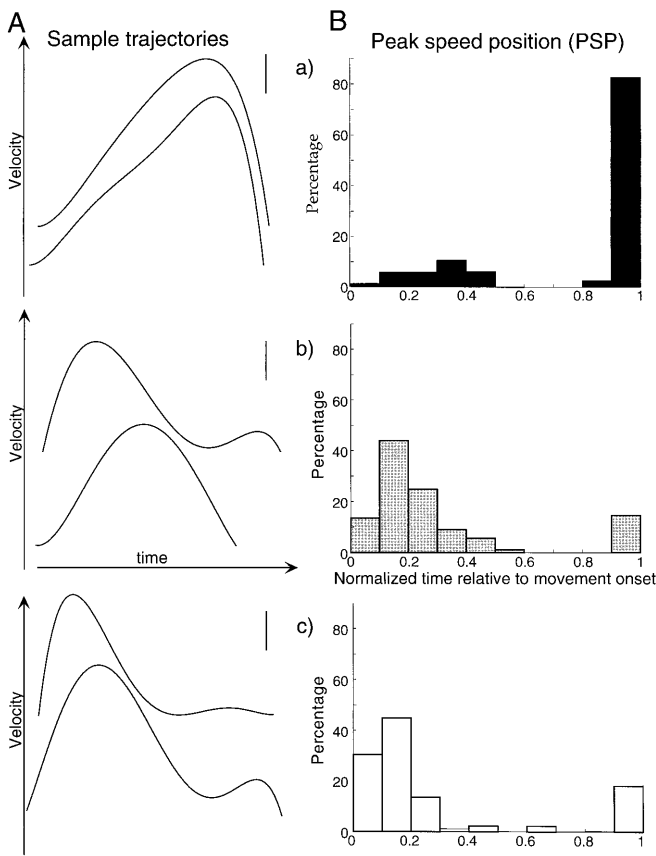 A
Sample trajectories
Velocity
Velocity
time
Velocity
B
Peak speed position (PSP)
a)
Percentage
80
60
40
20
0
0 0.2 0.4 0.6 0.8 1
b)
Percentage
80
60
40
20
0
0 0.2 0.4 0.6 0.8 1
Normalized time relative to movement onset
c)
Percentage
80
60
40
20
0
0 0.2 0.4 0.6 0.8 1